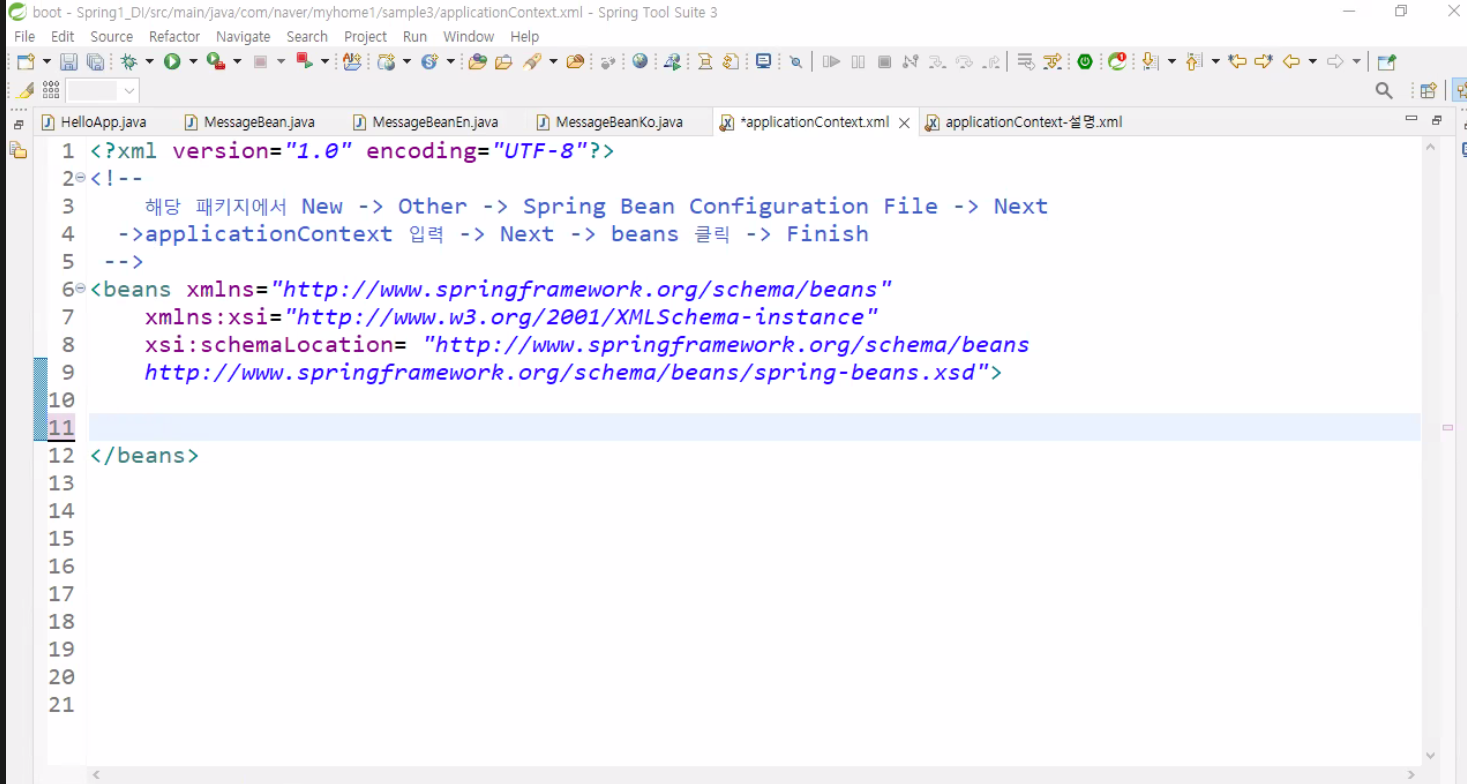 boot - Spring1_DI/src/main/java/com/naver/myhome1/sample3/applicationContext.xml - Spring Tool Suite 3
File Edit Source Refactor Navigate Search Project Run Window Help
HelloApp.java MessageBean.java MessageBeanEn.java MessageBeanKo.java *applicationContext.xml applicationContext-설명.xml
1 <?xml version="1.0" encoding="UTF-8"?>
2 <!--
3 해당 패키지에서 New -> Other -> Spring Bean Configuration File -> Next
4 ->applicationContext 입력 -> Next -> beans 클릭 -> Finish
5 -->
6 <beans xmlns="http://www.springframework.org/schema/beans"
7 xmlns:xsi="http://www.w3.org/2001/XMLSchema-instance"
8 xsi:schemaLocation= "http://www.springframework.org/schema/beans
9 http://www.springframework.org/schema/beans/spring-beans.xsd">
10
11
12 </beans>
13
14
15
16
17
18
19
20
21